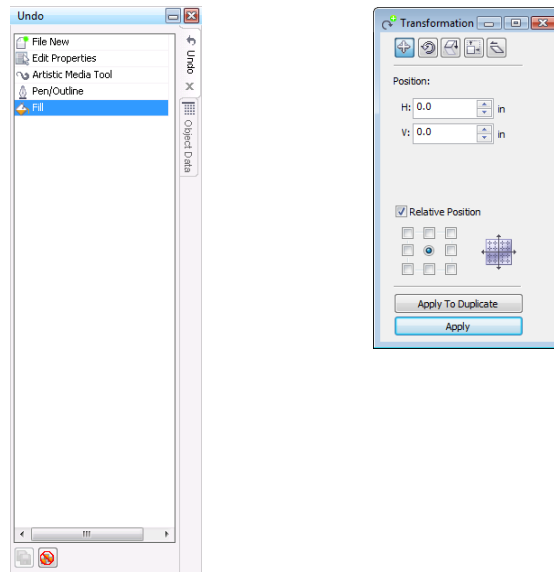 Undo
File New
Edit Properties
Artistic Media Tool
Pen/Outline
Fill
Undo
Object Data
Transformation
Position:
H: 0.0 in
V: 0.0 in
Relative Position
Apply To Duplicate
Apply